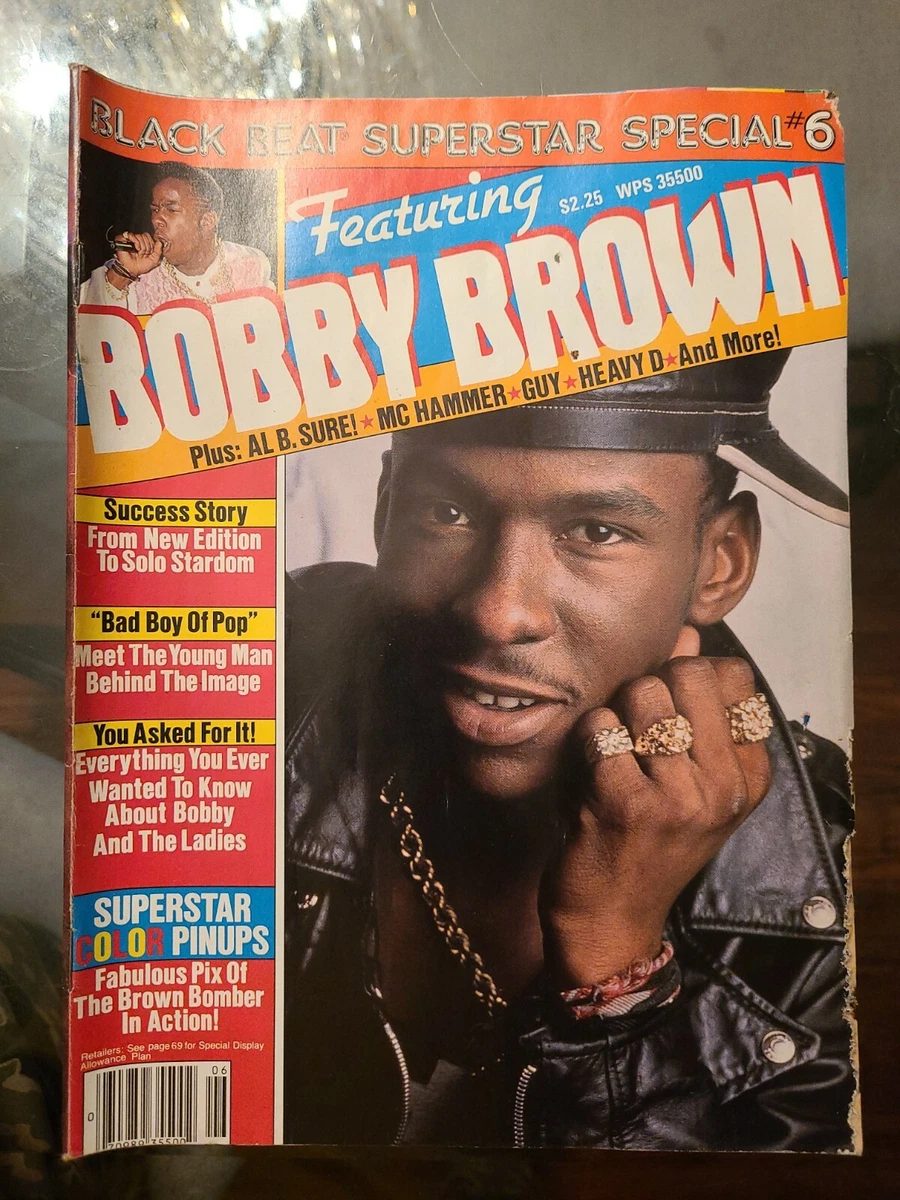 BLACK BEAT SUPERSTAR SPECIAL #6
Featuring $2.25 WPS 35500
BOBBY BROWN
Plus: AL B. SURE! ★ MC HAMMER ★ GUY ★ HEAVY D ★ And More!
Success Story
From New Edition
To Solo Stardom
"Bad Boy Of Pop"
Meet The Young Man
Behind The Image
You Asked For It!
Everything You Ever
Wanted To Know
About Bobby
And The Ladies
SUPERSTAR
COLOR PINUPS
Fabulous Pix Of
The Brown Bomber
In Action!
Retailers: See page 69 for Special Display
Allowance Plan
06
0 70989 35500